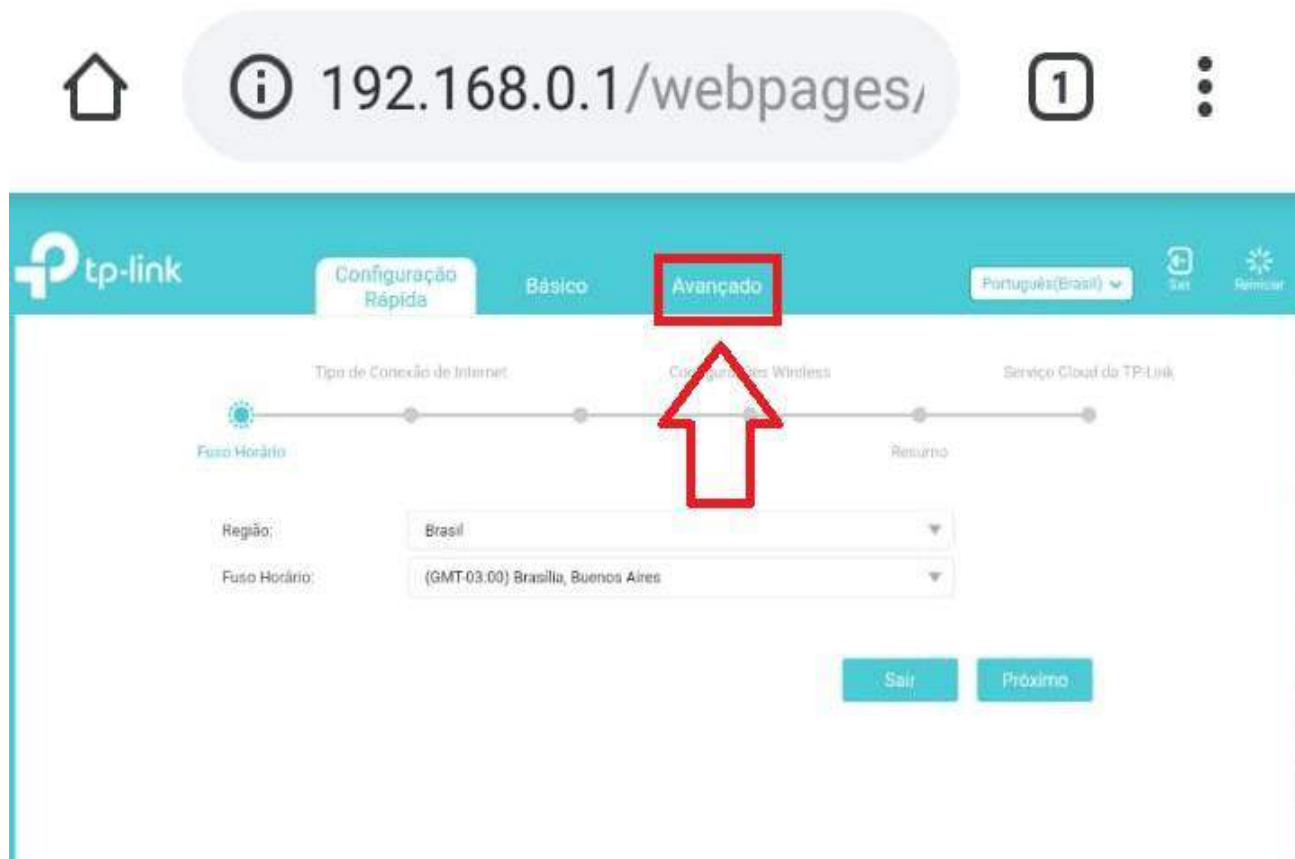 192.168.0.1/webpages/
1
tp-link
Configuração
Rápida
Básico
Avançado
Português(Brasil)
Sair
Reiniciar
Tipo de Conexão de Internet
Configurações Wireless
Serviço Cloud da TP-Link
Fuso Horário
Resumo
Região:
Brasil
Fuso Horário:
(GMT-03:00) Brasília, Buenos Aires
Sair
Próximo